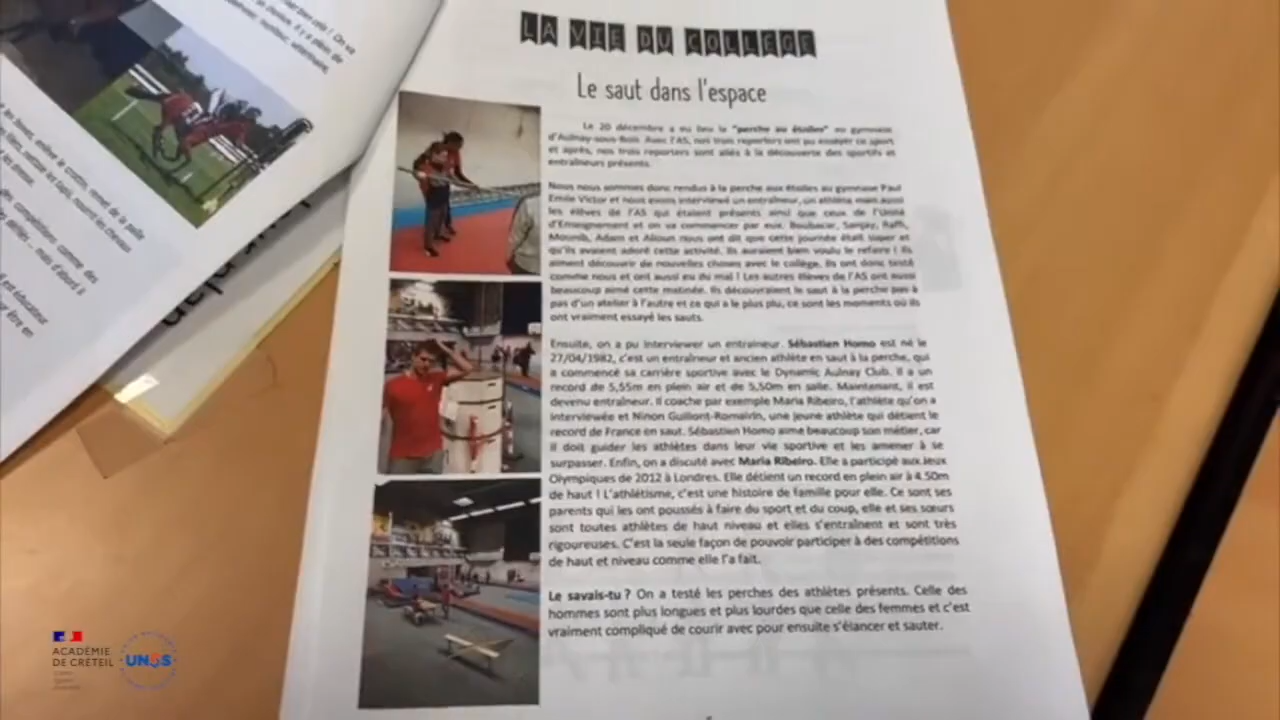 LA VIE DU COLLÈGE
Le saut dans l'espace
Le 20 décembre a eu lieu la "perche au étoiles" au gymnase
d'Aulnay-sous-Bois. Avec l'AS, nos trois reporters ont pu essayer ce sport
et après, nos trois reporters sont allés à la découverte des sportifs et
entraîneurs présents.
Nous nous sommes donc rendus à la perche aux étoiles au gymnase Paul
Emile Victor et nous avons interviewé un entraîneur, un athlète mais aussi
les élèves de l'AS qui étaient présents ainsi que ceux de l'Unité
d'Enseignement et on va commencer par eux. Boubacar, Sanjay, Raffi,
Mounib, Adam et Alioun nous ont dit que cette journée était super et
qu'ils avaient adoré cette activité. Ils auraient bien voulu le refaire ! Ils
aiment découvrir de nouvelles choses avec le collège. Ils ont donc testé
comme nous et ont aussi eu du mal ! Les autres élèves de l'AS ont aussi
beaucoup aimé cette matinée. Ils découvraient le saut à la perche pas à
pas d'un atelier à l'autre et ce qui a le plus plu, ce sont les moments où ils
ont vraiment essayé les sauts.
Ensuite, on a pu interviewer un entraineur. Sébastien Homo est né le
27/04/1982, c'est un entraîneur et ancien athlète en saut à la perche, qui
a commencé sa carrière sportive avec le Dynamic Aulnay Club. Il a un
record de 5,55m en plein air et de 5,50m en salle. Maintenant, il est
devenu entraîneur. Il coache par exemple Maria Ribeiro, l'athlète qu'on a
interviewée et Ninon Guillont-Romarin, une jeune athlète qui détient le
record de France en saut. Sébastien Homo aime beaucoup son métier, car
il doit guider les athlètes dans leur vie sportive et les amener à se
surpasser. Enfin, on a discuté avec Maria Ribeiro. Elle a participé aux Jeux
Olympiques de 2012 à Londres. Elle détient un record en plein air à 4.50m
de haut ! L'athlétisme, c'est une histoire de famille pour elle. Ce sont ses
parents qui les ont poussés à faire du sport et du coup, elle et ses sœurs
sont toutes athlètes de haut niveau et elles s'entraînent et sont très
rigoureuses. C'est la seule façon de pouvoir participer à des compétitions
de haut et niveau comme elle l'a fait.
Le savais-tu ? On a testé les perches des athlètes présents. Celle des
hommes sont plus longues et plus lourdes que celle des femmes et c'est
vraiment compliqué de courir avec pour ensuite s'élancer et sauter.
ACADÉMIE
DE CRÉTEIL
UNSS